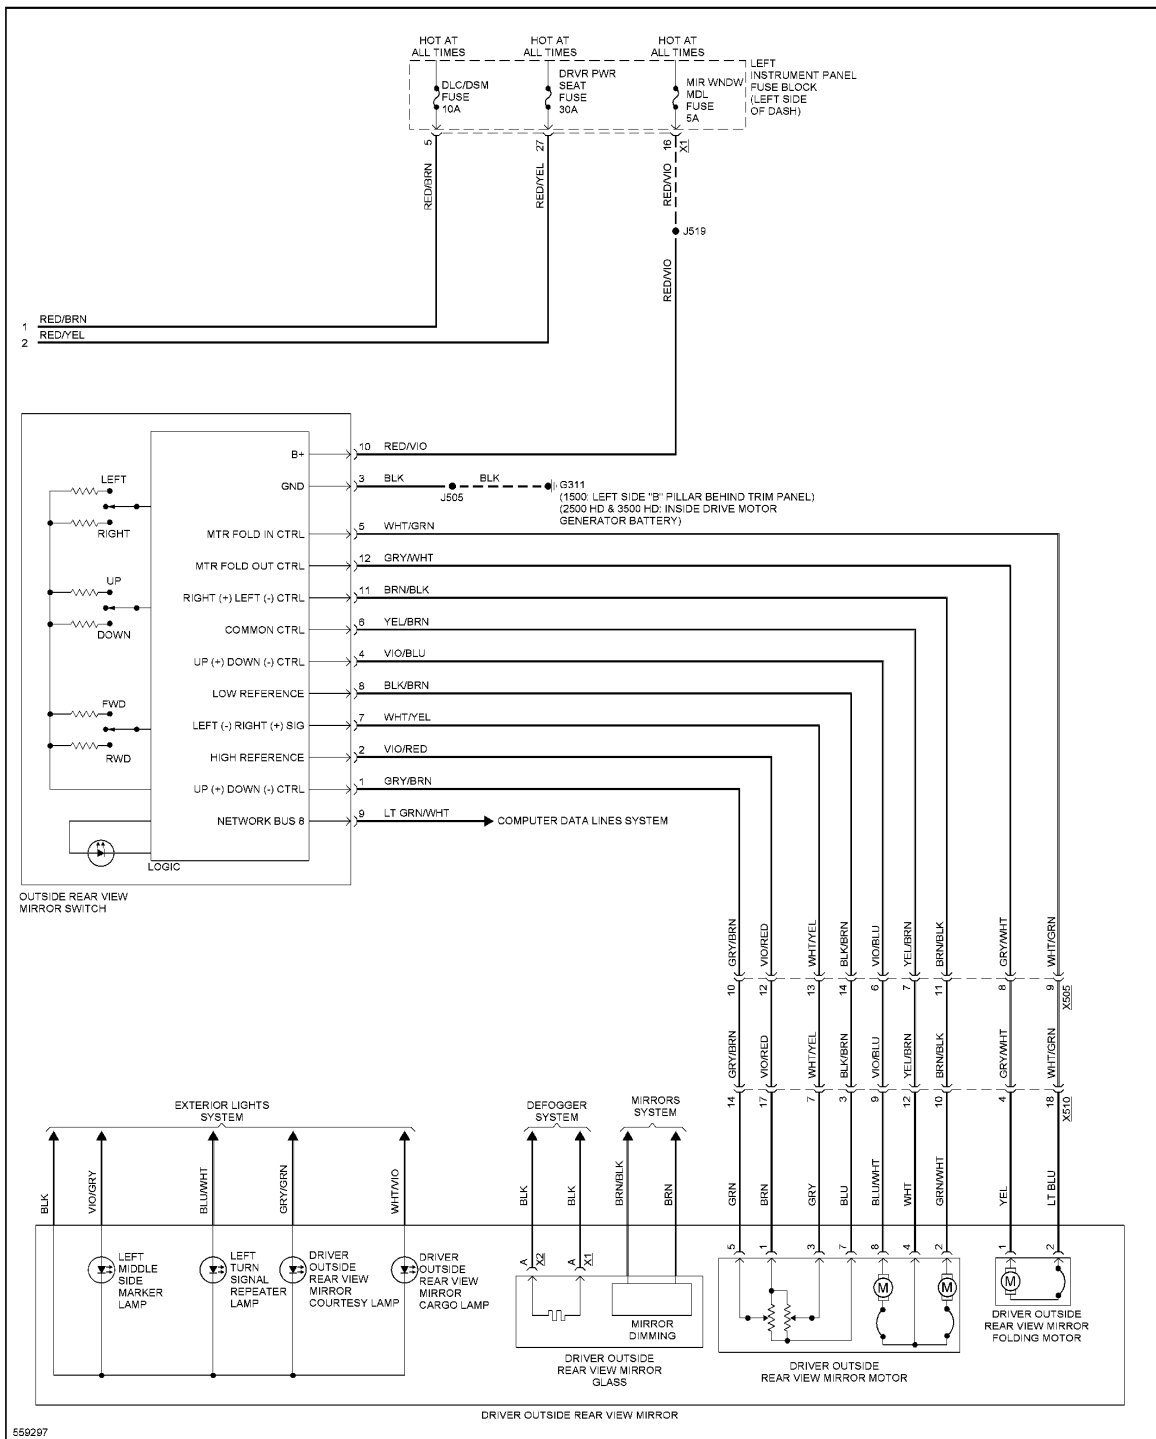 HOT AT
ALL TIMES
HOT AT
ALL TIMES
HOT AT
ALL TIMES
DLC/DSM
FUSE
10A
DRVR PWR
SEAT
FUSE
30A
MIR WNDW
MDL
FUSE
5A
LEFT
INSTRUMENT PANEL
FUSE BLOCK
(LEFT SIDE
OF DASH)
5
27
16
X1
RED/BRN
RED/YEL
RED/VIO
J519
RED/VIO
1 RED/BRN
2 RED/YEL
B+ 10 RED/VIO
GND 3 BLK
J505
BLK
G311
(1500: LEFT SIDE "B" PILLAR BEHIND TRIM PANEL)
(2500 HD & 3500 HD: INSIDE DRIVE MOTOR
GENERATOR BATTERY)
MTR FOLD IN CTRL 5 WHT/GRN
MTR FOLD OUT CTRL 12 GRY/WHT
RIGHT (+) LEFT (-) CTRL 11 BRN/BLK
COMMON CTRL 6 YEL/BRN
UP (+) DOWN (-) CTRL 4 VIO/BLU
LOW REFERENCE 8 BLK/BRN
LEFT (-) RIGHT (+) SIG 7 WHT/YEL
HIGH REFERENCE 2 VIO/RED
UP (+) DOWN (-) CTRL 1 GRY/BRN
NETWORK BUS 8 9 LT GRN/WHT
COMPUTER DATA LINES SYSTEM
LEFT
RIGHT
UP
DOWN
FWD
RWD
LOGIC
OUTSIDE REAR VIEW
MIRROR SWITCH
GRY/BRN
VIO/RED
WHT/YEL
BLK/BRN
VIO/BLU
YEL/BRN
BRN/BLK
GRY/WHT
WHT/GRN
10
12
13
14
6
7
11
8
9
X505
GRY/BRN
VIO/RED
WHT/YEL
BLK/BRN
VIO/BLU
YEL/BRN
BRN/BLK
GRY/WHT
WHT/GRN
14
17
7
3
9
12
10
4
18
X510
GRN
BRN
GRY
BLU
BLU/WHT
WHT
GRN/WHT
YEL
LT BLU
5
1
3
7
8
4
2
1
2
M
M
M
EXTERIOR LIGHTS
SYSTEM
DEFOGGER
SYSTEM
MIRRORS
SYSTEM
BLK
VIO/GRY
BLU/WHT
GRY/GRN
WHT/VIO
BLK
BLK
BRN/BLK
BRN
A
X2
A
X1
LEFT
MIDDLE
SIDE
MARKER
LAMP
LEFT
TURN
SIGNAL
REPEATER
LAMP
DRIVER
OUTSIDE
REAR VIEW
MIRROR
COURTESY LAMP
DRIVER
OUTSIDE
REAR VIEW
MIRROR
CARGO LAMP
MIRROR
DIMMING
DRIVER OUTSIDE
REAR VIEW MIRROR
GLASS
DRIVER OUTSIDE
REAR VIEW MIRROR MOTOR
DRIVER OUTSIDE
REAR VIEW MIRROR
FOLDING MOTOR
DRIVER OUTSIDE REAR VIEW MIRROR
559297